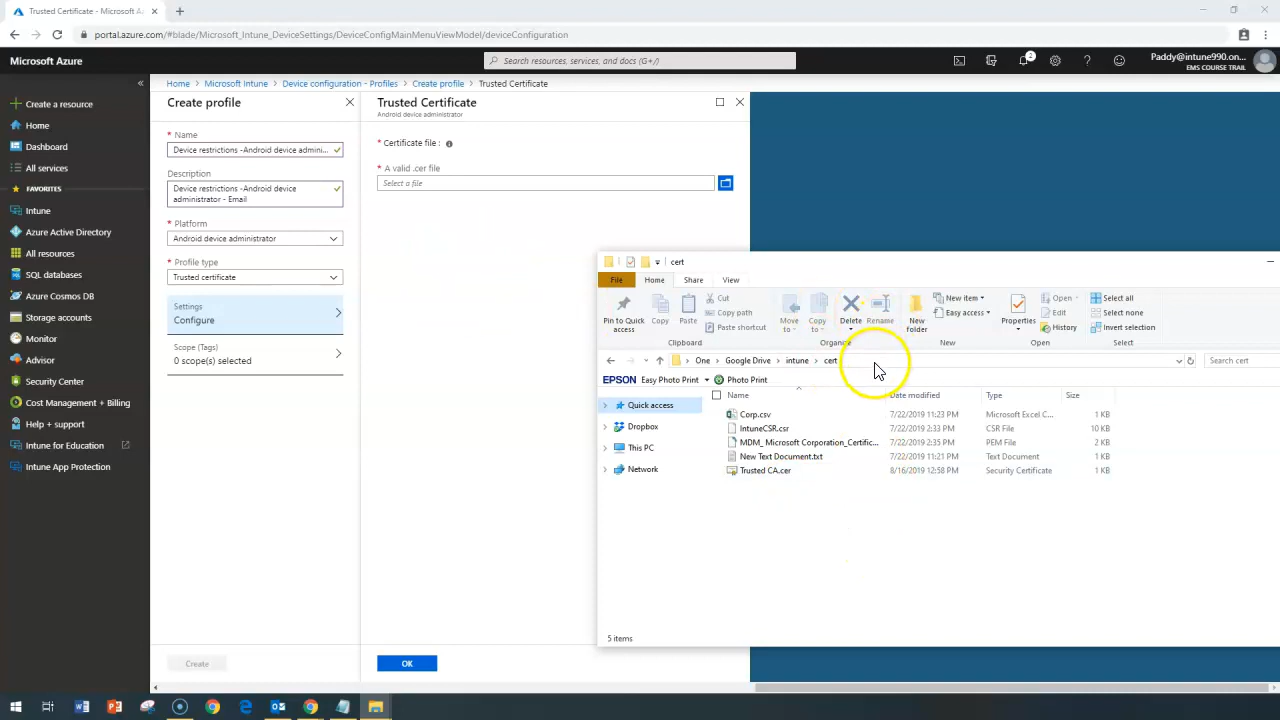 Trusted Certificate - Microsoft A
portal.azure.com/#blade/Microsoft_Intune_DeviceSettings/DeviceConfigMainMenuViewModel/deviceConfiguration
Microsoft Azure
Search resources, services, and docs (G+/)
2
Paddy@intune990.on...
EMS COURSE TRAIL
Create a resource
Home
Dashboard
All services
FAVORITES
Intune
Azure Active Directory
All resources
SQL databases
Azure Cosmos DB
Storage accounts
Monitor
Advisor
Security Center
Cost Management + Billing
Help + support
Intune for Education
Intune App Protection
Home > Microsoft Intune > Device configuration - Profiles > Create profile > Trusted Certificate
Create profile
* Name
Device restrictions -Android device admini...
Description
Device restrictions -Android device
administrator - Email
* Platform
Android device administrator
* Profile type
Trusted certificate
Settings
Configure
Scope (Tags)
0 scope(s) selected
Create
Trusted Certificate
Android device administrator
* Certificate file :
* A valid .cer file
Select a file
OK
cert
File Home Share View
Pin to Quick
access
Copy
Paste
Cut
Copy path
Paste shortcut
Clipboard
Move
to
Copy
to
Delete
Rename
Organize
New
folder
New item
Easy access
New
Properties
Open
Edit
History
Open
Select all
Select none
Invert selection
Select
One > Google Drive > intune > cert
Search cert
EPSON Easy Photo Print Photo Print
Quick access
Dropbox
This PC
Network
Name Date modified Type Size
Corp.csv 7/22/2019 11:23 PM Microsoft Excel C... 1 KB
IntuneCSR.csr 7/22/2019 2:33 PM CSR File 10 KB
MDM_ Microsoft Corporation_Certific... 7/22/2019 2:35 PM PEM File 2 KB
New Text Document.txt 7/22/2019 11:21 PM Text Document 1 KB
Trusted CA.cer 8/16/2019 12:58 PM Security Certificate 1 KB
5 items